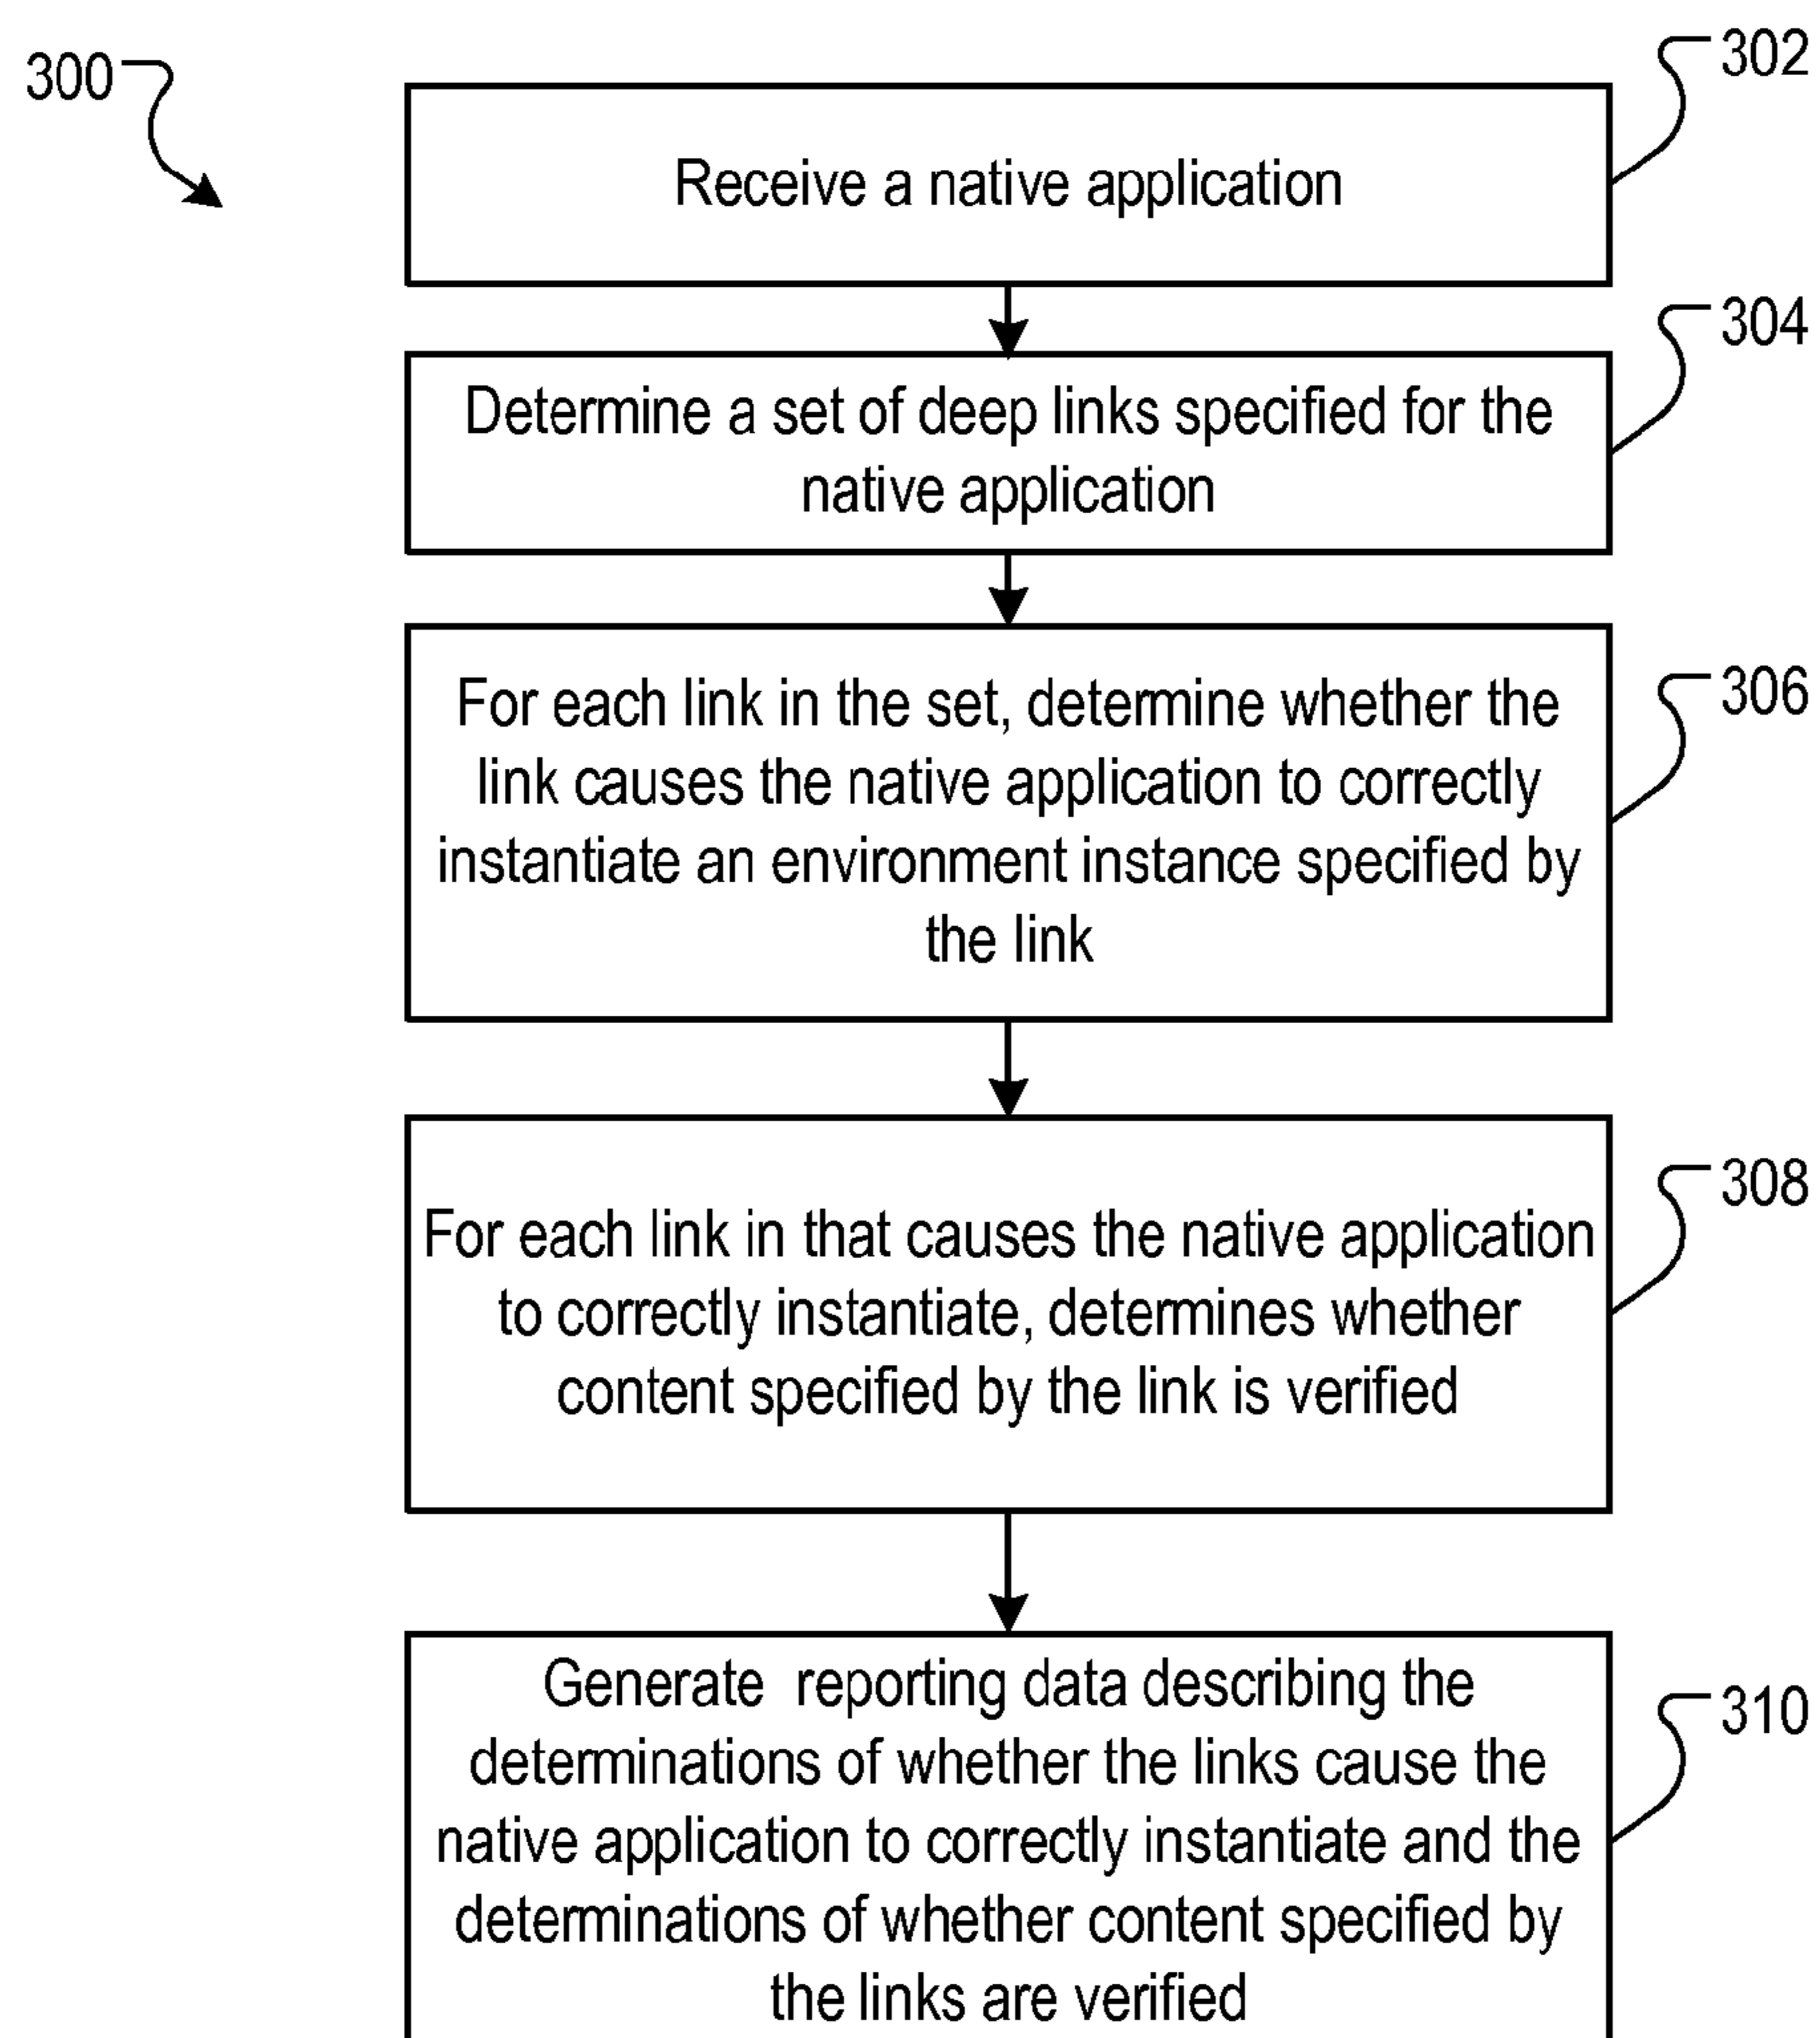 300
302
Receive a native application
304
Determine a set of deep links specified for the
native application
306
For each link in the set, determine whether the
link causes the native application to correctly
instantiate an environment instance specified by
the link
308
For each link in that causes the native application
to correctly instantiate, determines whether
content specified by the link is verified
310
Generate  reporting data describing the
determinations of whether the links cause the
native application to correctly instantiate and the
determinations of whether content specified by
the links are verified